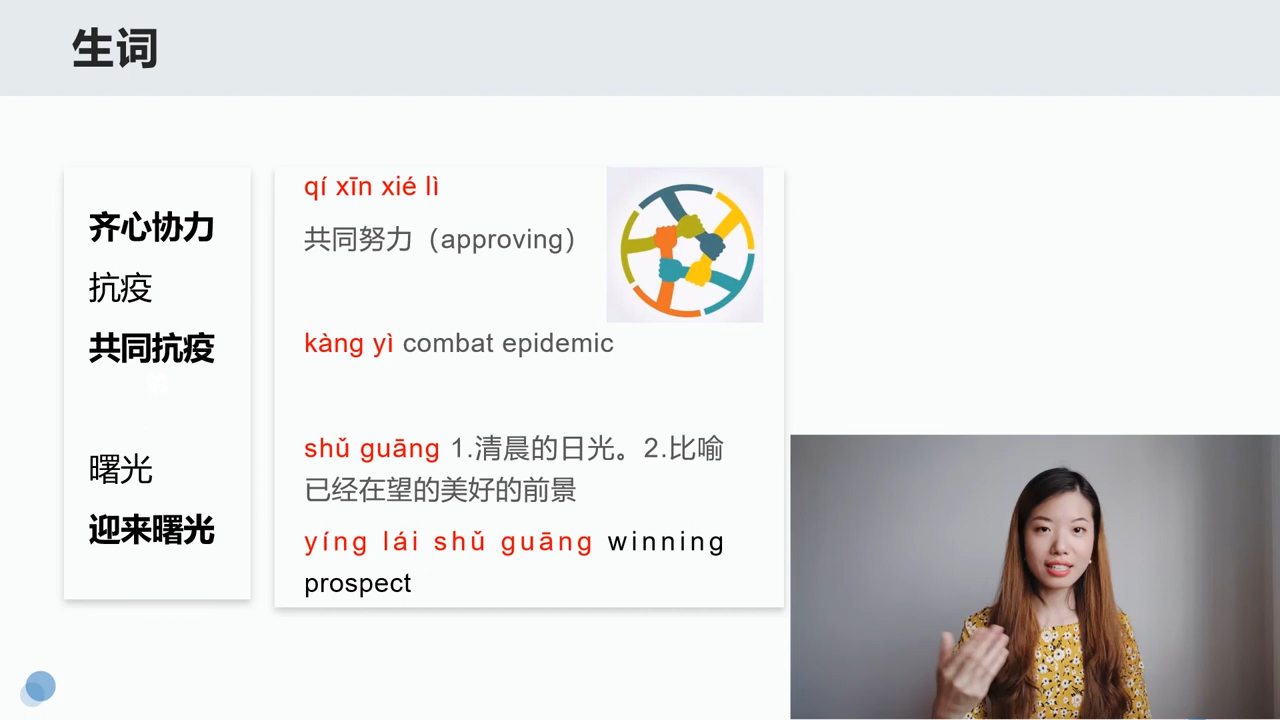 生词
齐心协力
抗疫
共同抗疫
曙光
迎来曙光
qí xīn xié lì
共同努力（approving）
kàng yì combat epidemic
shǔ guāng 1.清晨的日光。2.比喻
已经在望的美好的前景
yíng lái shǔ guāng winning
prospect